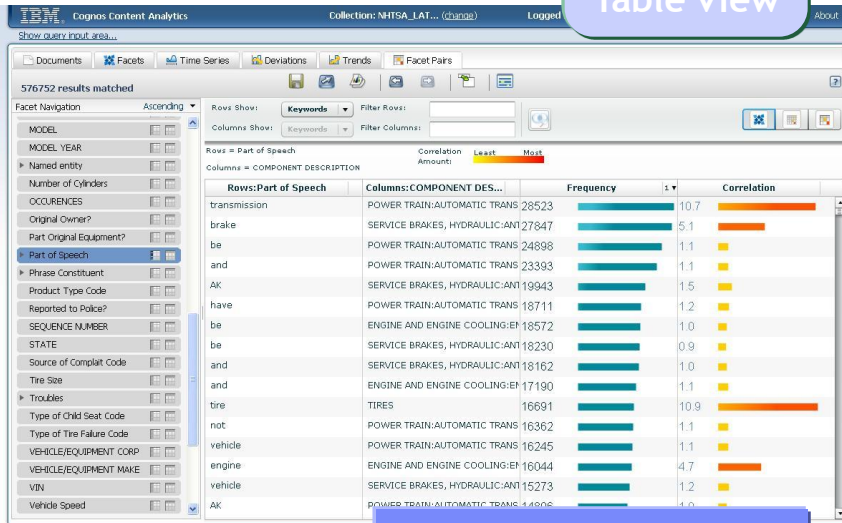 Table View
IBM. Cognos Content Analytics
Collection: NHTSA_LAT... (change)
Logged
About
Show query input area...
Documents Facets Time Series Deviations Trends Facet Pairs
576752 results matched
Facet Navigation Ascending
Rows Show: Keywords Filter Rows:
Columns Show: Keywords Filter Columns:
Rows = Part of Speech
Columns = COMPONENT DESCRIPTION
Correlation Amount: Least Most
MODEL
MODEL YEAR
Named entity
Number of Cylinders
OCCURENCES
Original Owner?
Part Original Equipment?
Part of Speech
Phrase Constituent
Product Type Code
Reported to Police?
SEQUENCE NUMBER
STATE
Source of Complait Code
Tire Size
Troubles
Type of Child Seat Code
Type of Tire Failure Code
VEHICLE/EQUIPMENT CORP
VEHICLE/EQUIPMENT MAKE
VIN
Vehicle Speed
Rows:Part of Speech Columns:COMPONENT DES... Frequency 1 Correlation
transmission POWER TRAIN:AUTOMATIC TRANS 28523 10.7
brake SERVICE BRAKES, HYDRAULIC:ANT 27847 5.1
be POWER TRAIN:AUTOMATIC TRANS 24898 1.1
and POWER TRAIN:AUTOMATIC TRANS 23393 1.1
AK SERVICE BRAKES, HYDRAULIC:ANT 19943 1.5
have POWER TRAIN:AUTOMATIC TRANS 18711 1.2
be ENGINE AND ENGINE COOLING:EN 18572 1.0
be SERVICE BRAKES, HYDRAULIC:ANT 18230 0.9
and SERVICE BRAKES, HYDRAULIC:ANT 18162 1.0
and ENGINE AND ENGINE COOLING:EN 17190 1.1
tire TIRES 16691 10.9
not POWER TRAIN:AUTOMATIC TRANS 16362 1.1
vehicle POWER TRAIN:AUTOMATIC TRANS 16245 1.1
engine ENGINE AND ENGINE COOLING:EN 16044 4.7
vehicle SERVICE BRAKES, HYDRAULIC:ANT 15273 1.2
AK POWER TRAIN:AUTOMATIC TRANS